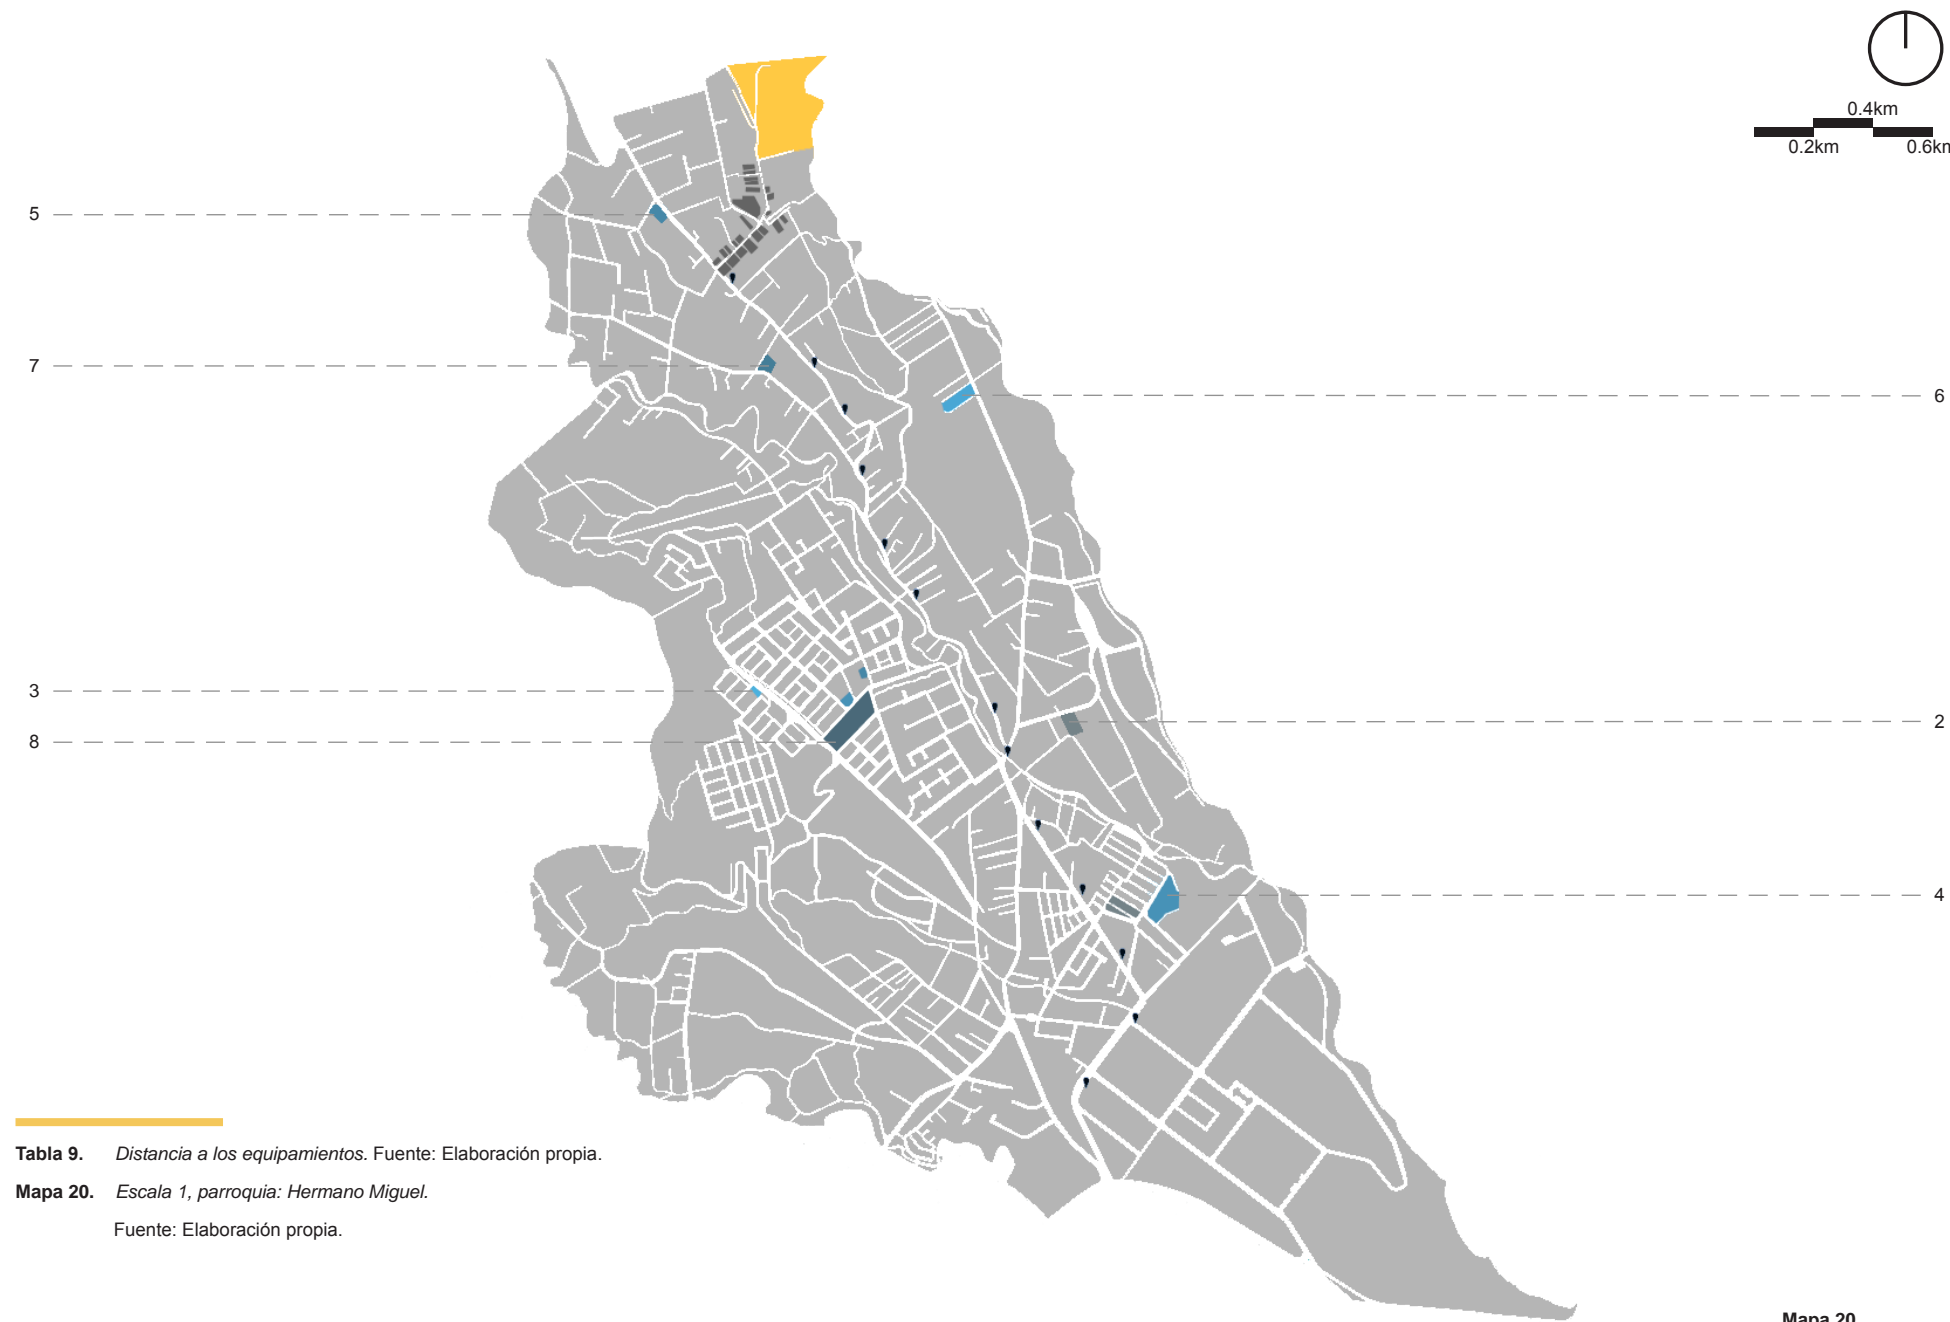 0.4km
0.2km
0.6km
5
7
6
3
2
8
4
Tabla 9. Distancia a los equipamientos. Fuente: Elaboración propia.
Mapa 20. Escala 1, parroquia: Hermano Miguel.
Fuente: Elaboración propia.
Mapa 20